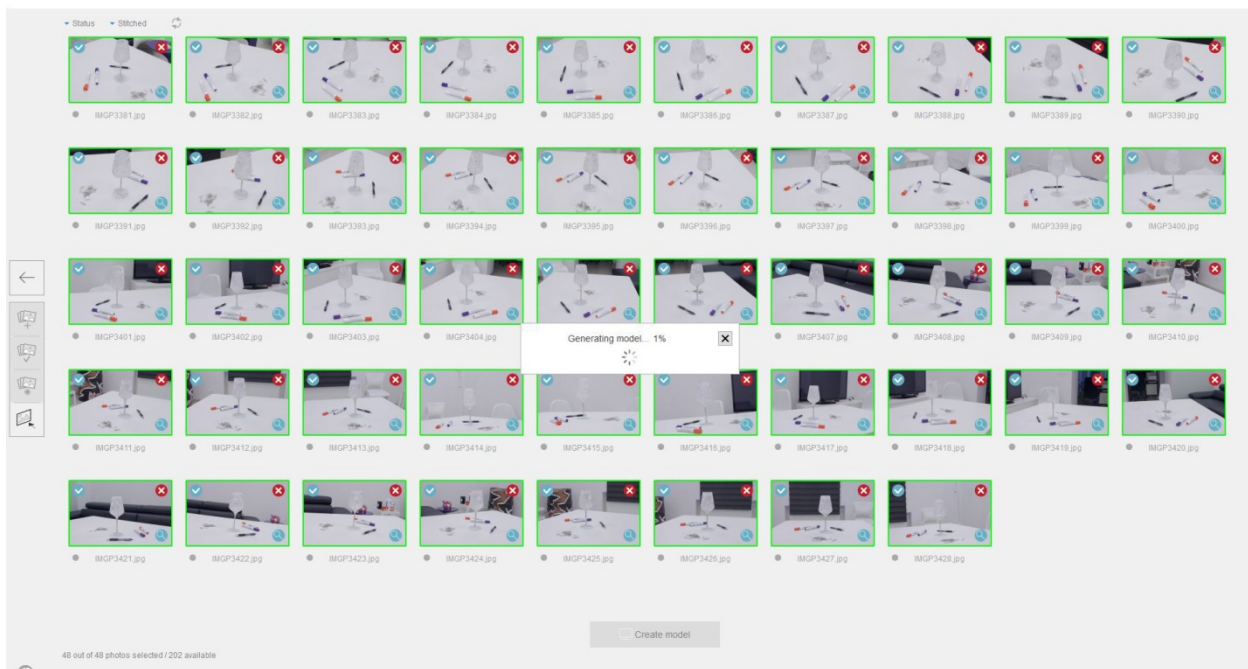 Status Stitched
IMGP3381.jpg IMGP3382.jpg IMGP3383.jpg IMGP3384.jpg IMGP3385.jpg IMGP3386.jpg IMGP3387.jpg IMGP3388.jpg IMGP3389.jpg IMGP3390.jpg
IMGP3391.jpg IMGP3392.jpg IMGP3393.jpg IMGP3394.jpg IMGP3395.jpg IMGP3396.jpg IMGP3397.jpg IMGP3398.jpg IMGP3399.jpg IMGP3400.jpg
IMGP3401.jpg IMGP3402.jpg IMGP3403.jpg IMGP3404.jpg IMGP3407.jpg IMGP3408.jpg IMGP3409.jpg IMGP3410.jpg
Generating model... 1%
IMGP3411.jpg IMGP3412.jpg IMGP3413.jpg IMGP3414.jpg IMGP3415.jpg IMGP3416.jpg IMGP3417.jpg IMGP3418.jpg IMGP3419.jpg IMGP3420.jpg
IMGP3421.jpg IMGP3422.jpg IMGP3423.jpg IMGP3424.jpg IMGP3425.jpg IMGP3426.jpg IMGP3427.jpg IMGP3428.jpg
Create model
48 out of 48 photos selected / 202 available